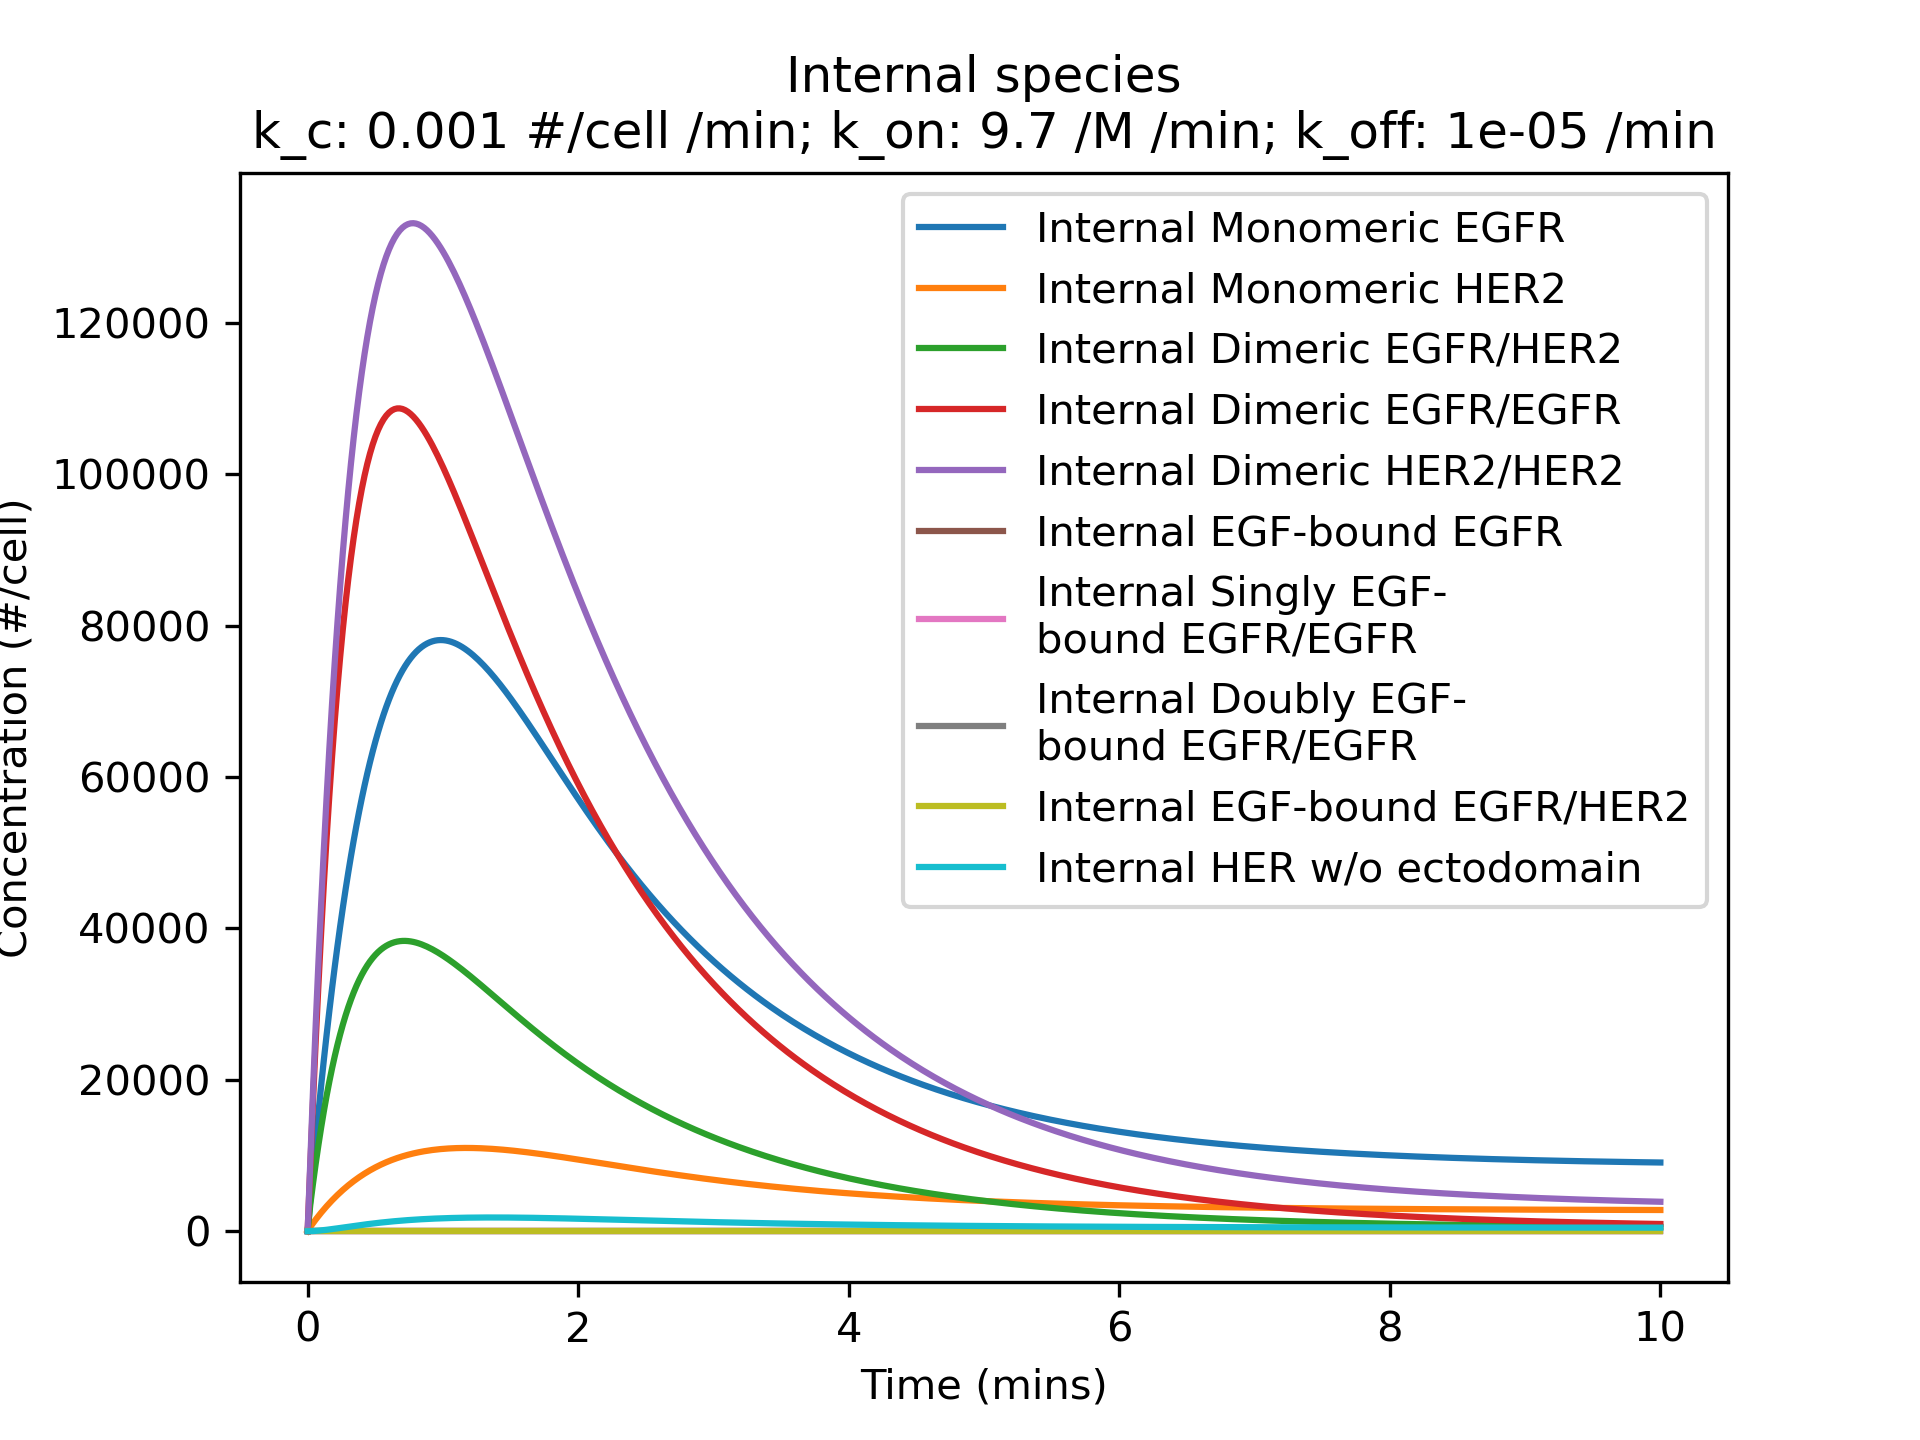 Internal species
k_c: 0.001 #/cell /min; k_on: 9.7 /M /min; k_off: 1e-05 /min
Concentration (#/cell)
120000
100000
80000
60000
40000
20000
0
Internal Monomeric EGFR
Internal Monomeric HER2
Internal Dimeric EGFR/HER2
Internal Dimeric EGFR/EGFR
Internal Dimeric HER2/HER2
Internal EGF-bound EGFR
Internal Singly EGF-
bound EGFR/EGFR
Internal Doubly EGF-
bound EGFR/EGFR
Internal EGF-bound EGFR/HER2
Internal HER w/o ectodomain
0 2 4 6 8 10
Time (mins)